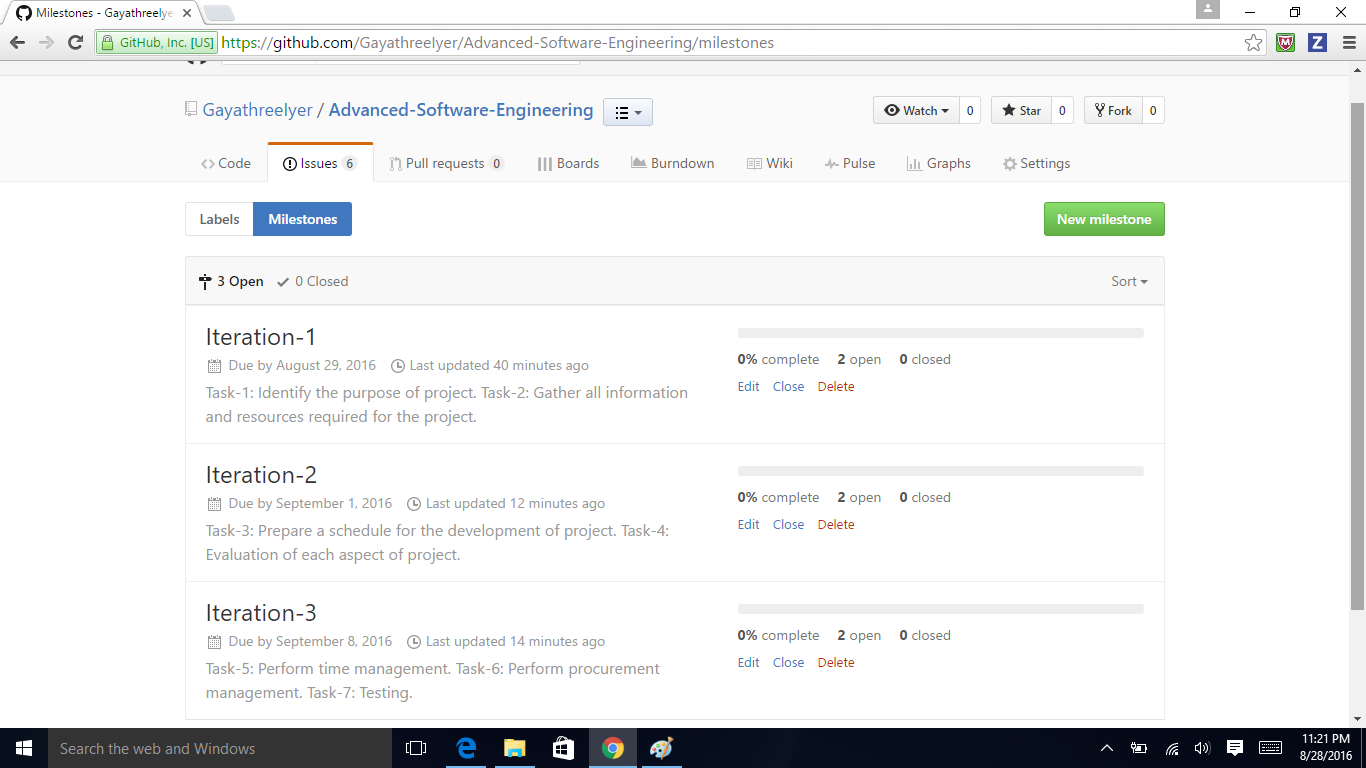 Milestones - Gayathreelye
GitHub, Inc. [US] https://github.com/GayathreeIyer/Advanced-Software-Engineering/milestones
GayathreeIyer / Advanced-Software-Engineering
Watch 0 Star 0 Fork 0
Code Issues 6 Pull requests 0 Boards Burndown Wiki Pulse Graphs Settings
Labels Milestones New milestone
3 Open 0 Closed Sort
Iteration-1
Due by August 29, 2016 Last updated 40 minutes ago
Task-1: Identify the purpose of project. Task-2: Gather all information
and resources required for the project.
0% complete 2 open 0 closed
Edit Close Delete
Iteration-2
Due by September 1, 2016 Last updated 12 minutes ago
Task-3: Prepare a schedule for the development of project. Task-4:
Evaluation of each aspect of project.
0% complete 2 open 0 closed
Edit Close Delete
Iteration-3
Due by September 8, 2016 Last updated 14 minutes ago
Task-5: Perform time management. Task-6: Perform procurement
management. Task-7: Testing.
0% complete 2 open 0 closed
Edit Close Delete
Search the web and Windows
11:21 PM
8/28/2016